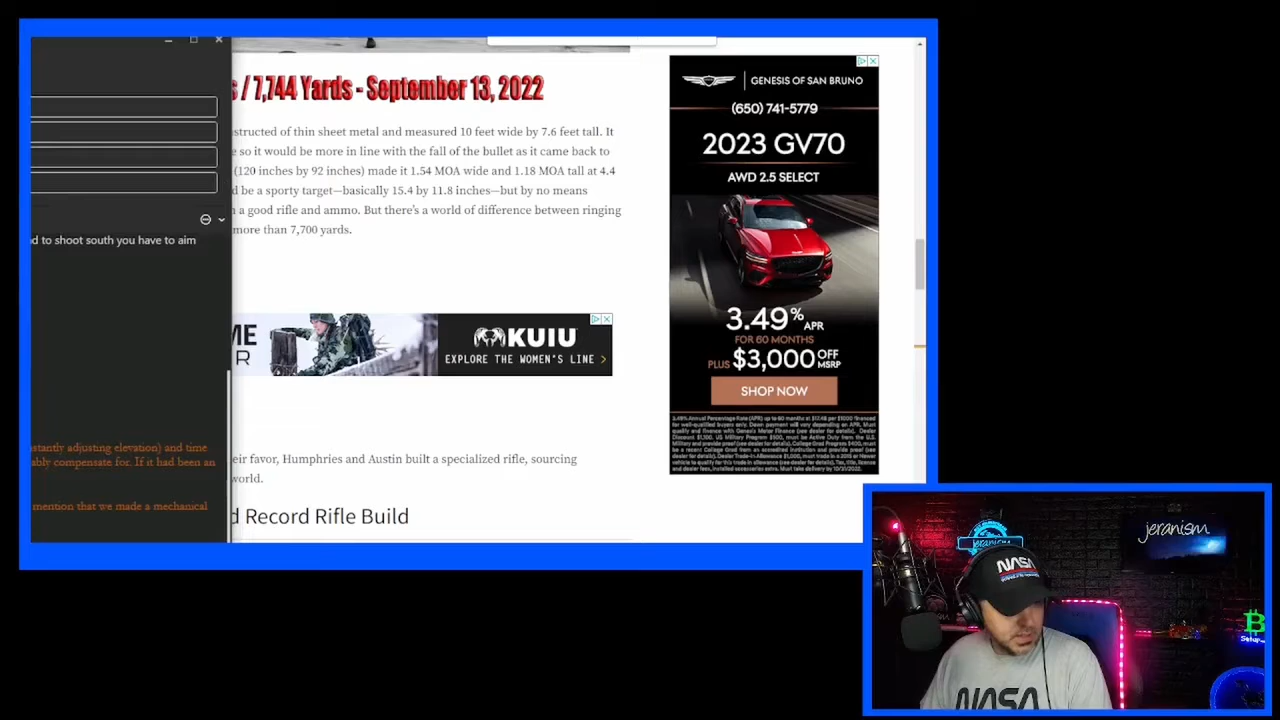 s / 7,744 Yards - September 13, 2022
structed of thin sheet metal and measured 10 feet wide by 7.6 feet tall. It
e so it would be more in line with the fall of the bullet as it came back to
(120 inches by 92 inches) made it 1.54 MOA wide and 1.18 MOA tall at 4.4
d be a sporty target—basically 15.4 by 11.8 inches—but by no means
n a good rifle and ammo. But there's a world of difference between ringing
more than 7,700 yards.
d to shoot south you have to aim
ME
R
KUIU
EXPLORE THE WOMEN'S LINE >
stantly adjusting elevation) and time
ably compensate for. If it had been an
mention that we made a mechanical
eir favor, Humphries and Austin built a specialized rifle, sourcing
world.
d Record Rifle Build
GENESIS OF SAN BRUNO
(650) 741-5779
2023 GV70
AWD 2.5 SELECT
3.49% APR
FOR 60 MONTHS
PLUS $3,000 OFF MSRP
SHOP NOW
jeranism
jeranism
NASA
NASA